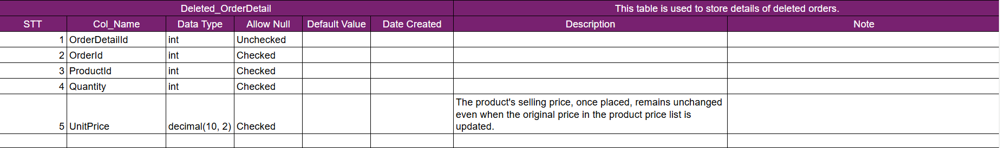 Deleted_OrderDetail This table is used to store details of deleted orders.
STT Col_Name Data Type Allow Null Default Value Date Created Description Note
1 OrderDetailId int Unchecked
2 OrderId int Checked
3 ProductId int Checked
4 Quantity int Checked
The product's selling price, once placed, remains unchanged
even when the original price in the product price list is
5 UnitPrice decimal(10, 2) Checked updated.